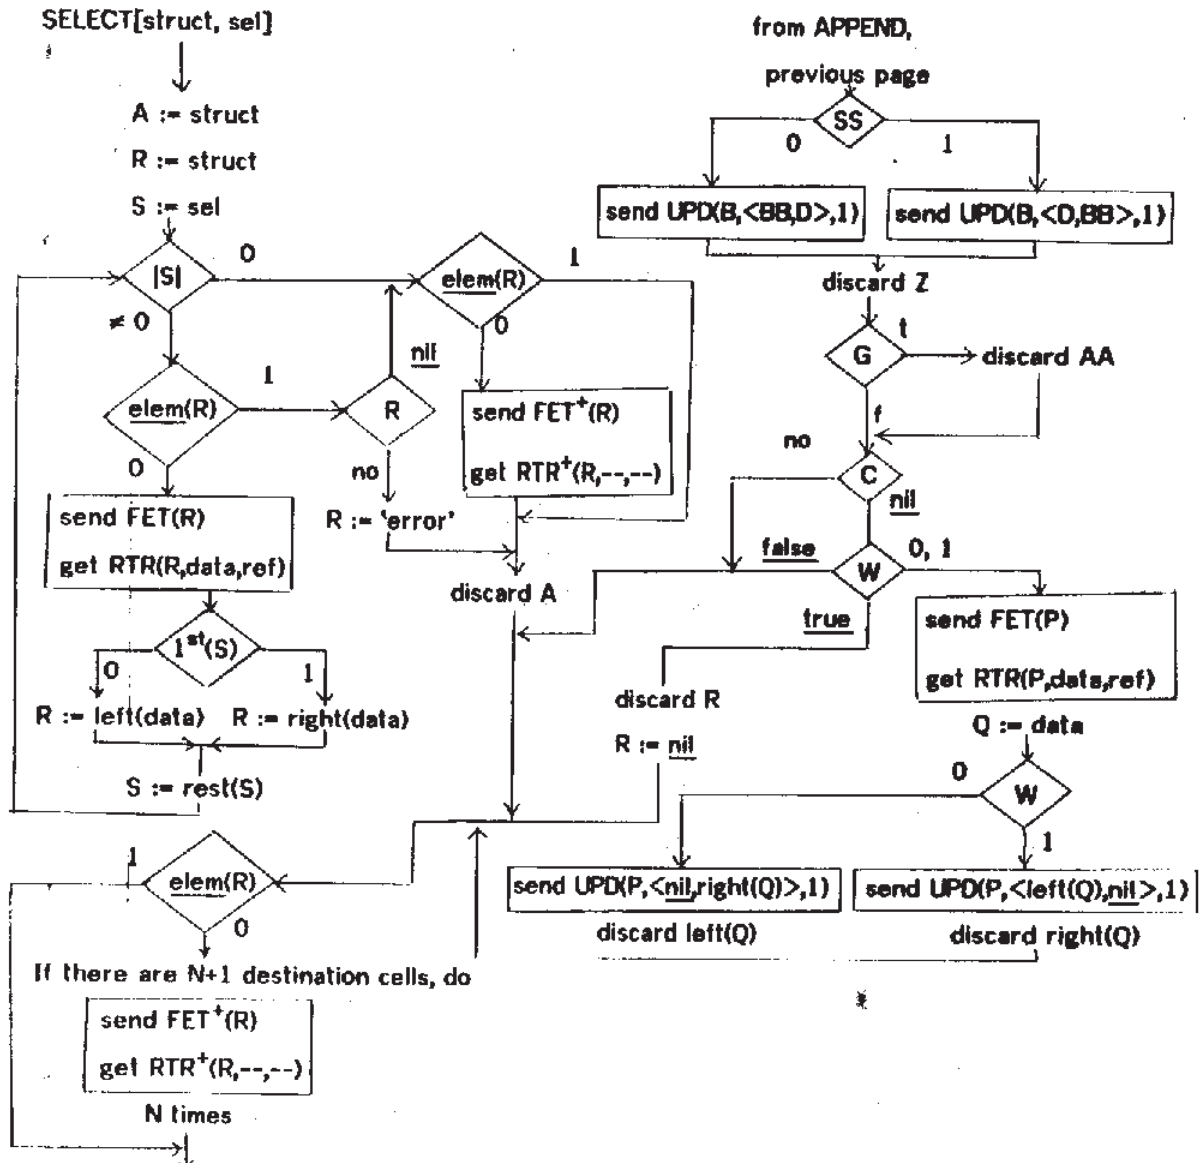 SELECT[struct, sel]
A := struct
R := struct
S := sel
|S|
0
≠ 0
elem(R)
1
0
elem(R)
1
0
R
nil
no
R := 'error'
send FET⁺(R)
get RTR⁺(R,--,--)
discard A
send FET(R)
get RTR(R,data,ref)
1ˢᵗ(S)
0
1
R := left(data)
R := right(data)
S := rest(S)
from APPEND,
previous page
SS
0
1
send UPD(B,<BB,D>,1)
send UPD(B,<D,BB>,1)
discard Z
G
t
discard AA
f
no
C
nil
false
W
0, 1
true
discard R
R := nil
send FET(P)
get RTR(P,data,ref)
Q := data
0
W
1
send UPD(P,<nil,right(Q)>,1)
discard left(Q)
send UPD(P,<left(Q),nil>,1)
discard right(Q)
1
elem(R)
0
If there are N+1 destination cells, do
send FET⁺(R)
get RTR⁺(R,--,--)
N times